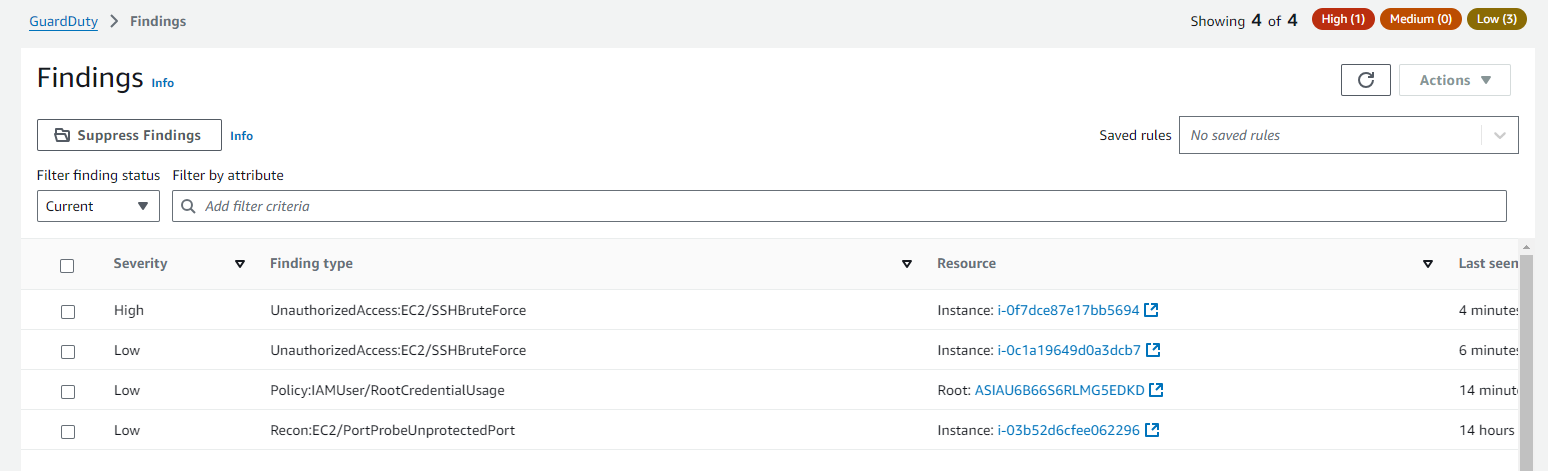 GuardDuty > Findings
Showing 4 of 4 High (1) Medium (0) Low (3)
Findings Info
Actions
Suppress Findings Info
Saved rules No saved rules
Filter finding status Filter by attribute
Current Add filter criteria
Severity Finding type Resource Last seen
High UnauthorizedAccess:EC2/SSHBruteForce Instance: i-0f7dce87e17bb5694 4 minutes
Low UnauthorizedAccess:EC2/SSHBruteForce Instance: i-0c1a19649d0a3dcb7 6 minutes
Low Policy:IAMUser/RootCredentialUsage Root: ASIAU6B66S6RLMG5EDKD 14 minut
Low Recon:EC2/PortProbeUnprotectedPort Instance: i-03b52d6cfee062296 14 hours